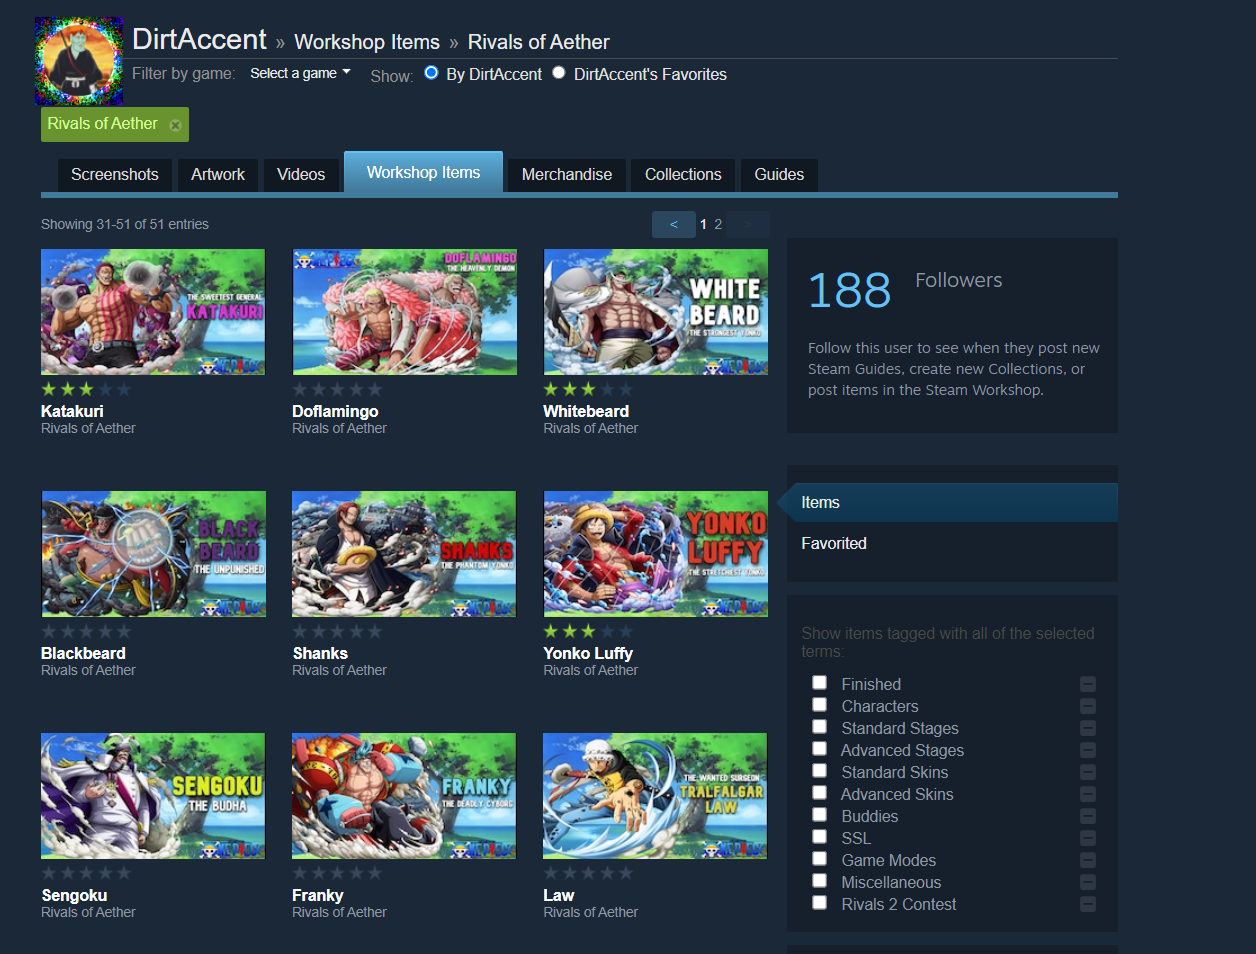 DirtAccent » Workshop Items » Rivals of Aether
Filter by game: Select a game Show: By DirtAccent DirtAccent's Favorites
Rivals of Aether
Screenshots Artwork Videos Workshop Items Merchandise Collections Guides
Showing 31-51 of 51 entries
< 1 2 >
THE SWEETEST GENERAL
KATAKURI
Katakuri
Rivals of Aether
DOFLAMINGO
THE HEAVENLY DEMON
Doflamingo
Rivals of Aether
WHITE
BEARD
THE STRONGEST YONKO
Whitebeard
Rivals of Aether
BLACK
BEARD
THE UNPUNISHED
Blackbeard
Rivals of Aether
SHANKS
THE PHANTOM YONKO
Shanks
Rivals of Aether
YONKO
LUFFY
THE STRETCHIEST YONKO
Yonko Luffy
Rivals of Aether
SENGOKU
THE BUDHA
Sengoku
Rivals of Aether
FRANKY
THE DEADLY CYBORG
Franky
Rivals of Aether
THE WANTED SURGEON
TRALFALGAR
LAW
Law
Rivals of Aether
188 Followers
Follow this user to see when they post new
Steam Guides, create new Collections, or
post items in the Steam Workshop.
Items
Favorited
Show items tagged with all of the selected
terms:
Finished
Characters
Standard Stages
Advanced Stages
Standard Skins
Advanced Skins
Buddies
SSL
Game Modes
Miscellaneous
Rivals 2 Contest